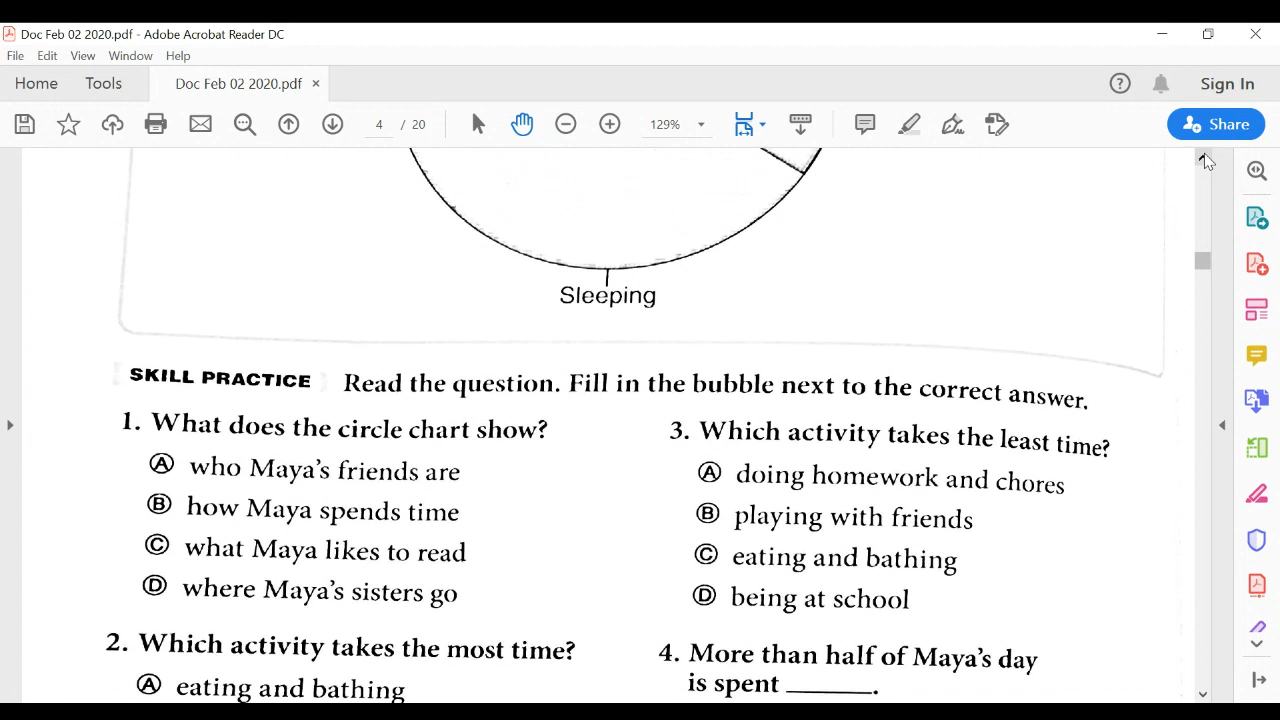 Doc Feb 02 2020.pdf - Adobe Acrobat Reader DC
File Edit View Window Help
Home Tools Doc Feb 02 2020.pdf × Sign In
4 / 20 129% Share
Sleeping
SKILL PRACTICE Read the question. Fill in the bubble next to the correct answer.
1. What does the circle chart show?
Ⓐ who Maya's friends are
Ⓑ how Maya spends time
Ⓒ what Maya likes to read
Ⓓ where Maya's sisters go
2. Which activity takes the most time?
Ⓐ eating and bathing
3. Which activity takes the least time?
Ⓐ doing homework and chores
Ⓑ playing with friends
Ⓒ eating and bathing
Ⓓ being at school
4. More than half of Maya's day
is spent ______.